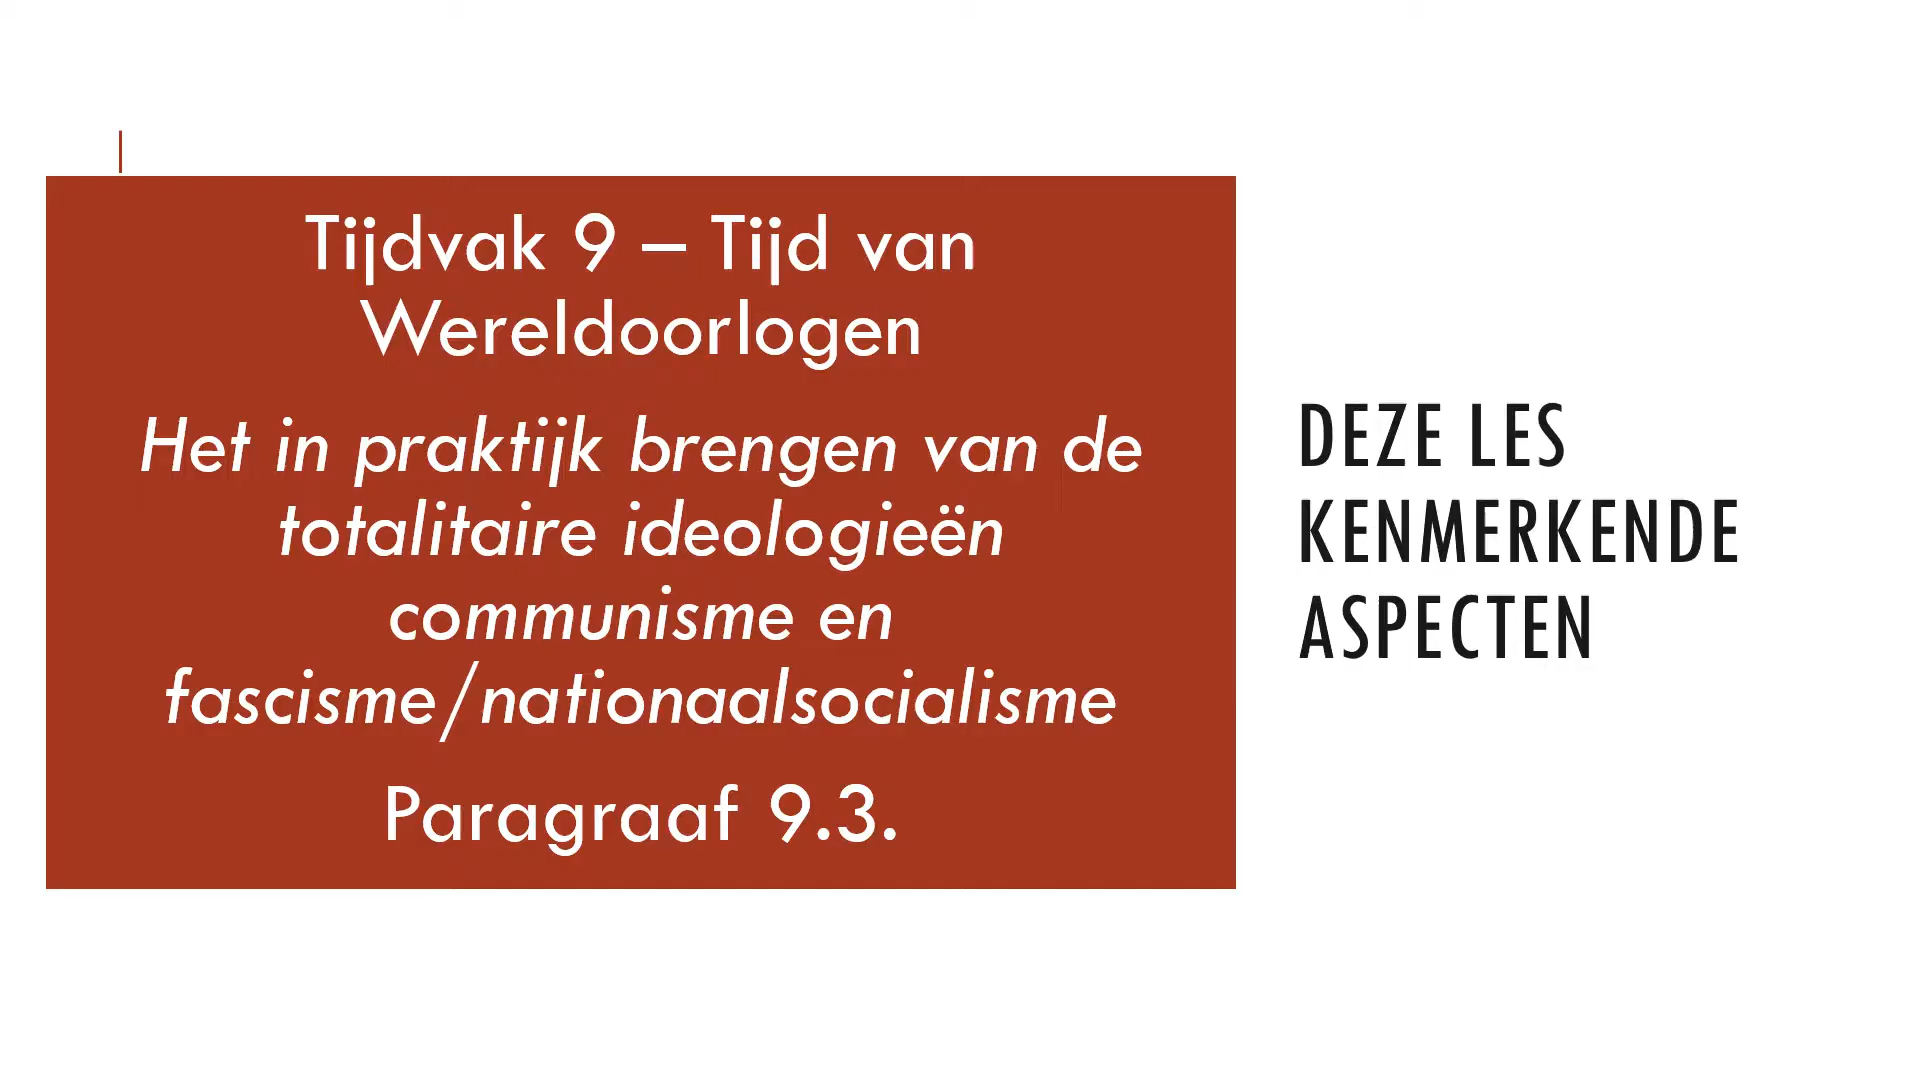 Tijdvak 9 – Tijd van
Wereldoorlogen
Het in praktijk brengen van de
totalitaire ideologieën
communisme en
fascisme/nationaalsocialisme
Paragraaf 9.3.
DEZE LES
KENMERKENDE
ASPECTEN